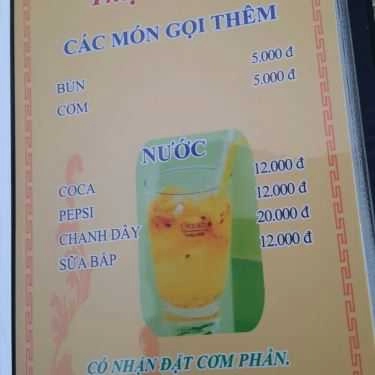 CÁC MÓN GỌI THÊM
BÚN 5.000 đ
CƠM 5.000 đ
NƯỚC
COCA 12.000 đ
PEPSI 12.000 đ
CHANH DÂY 20.000 đ
SỮA BẮP 12.000 đ
CÓ NHẬN ĐẶT CƠM PHẦN.